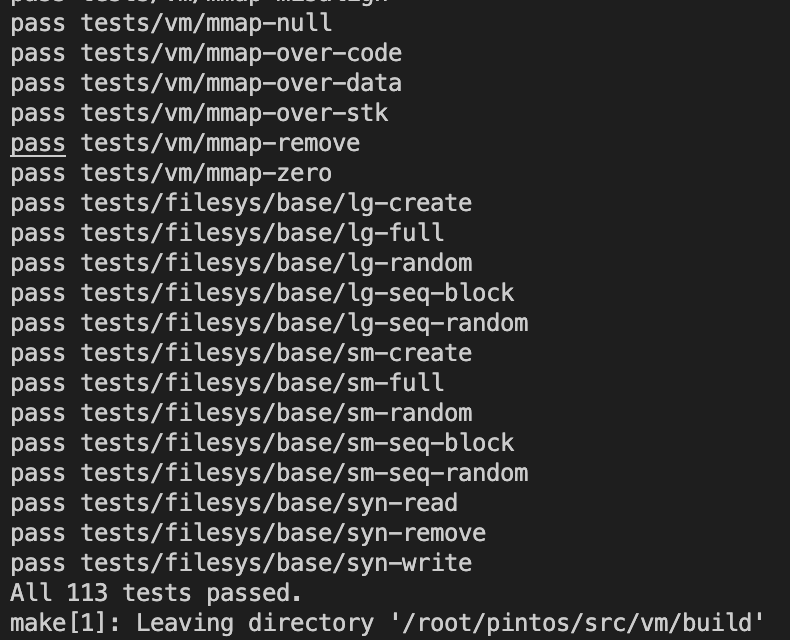 pass tests/vm/mmap-misalign
pass tests/vm/mmap-null
pass tests/vm/mmap-over-code
pass tests/vm/mmap-over-data
pass tests/vm/mmap-over-stk
pass tests/vm/mmap-remove
pass tests/vm/mmap-zero
pass tests/filesys/base/lg-create
pass tests/filesys/base/lg-full
pass tests/filesys/base/lg-random
pass tests/filesys/base/lg-seq-block
pass tests/filesys/base/lg-seq-random
pass tests/filesys/base/sm-create
pass tests/filesys/base/sm-full
pass tests/filesys/base/sm-random
pass tests/filesys/base/sm-seq-block
pass tests/filesys/base/sm-seq-random
pass tests/filesys/base/syn-read
pass tests/filesys/base/syn-remove
pass tests/filesys/base/syn-write
All 113 tests passed.
make[1]: Leaving directory '/root/pintos/src/vm/build'